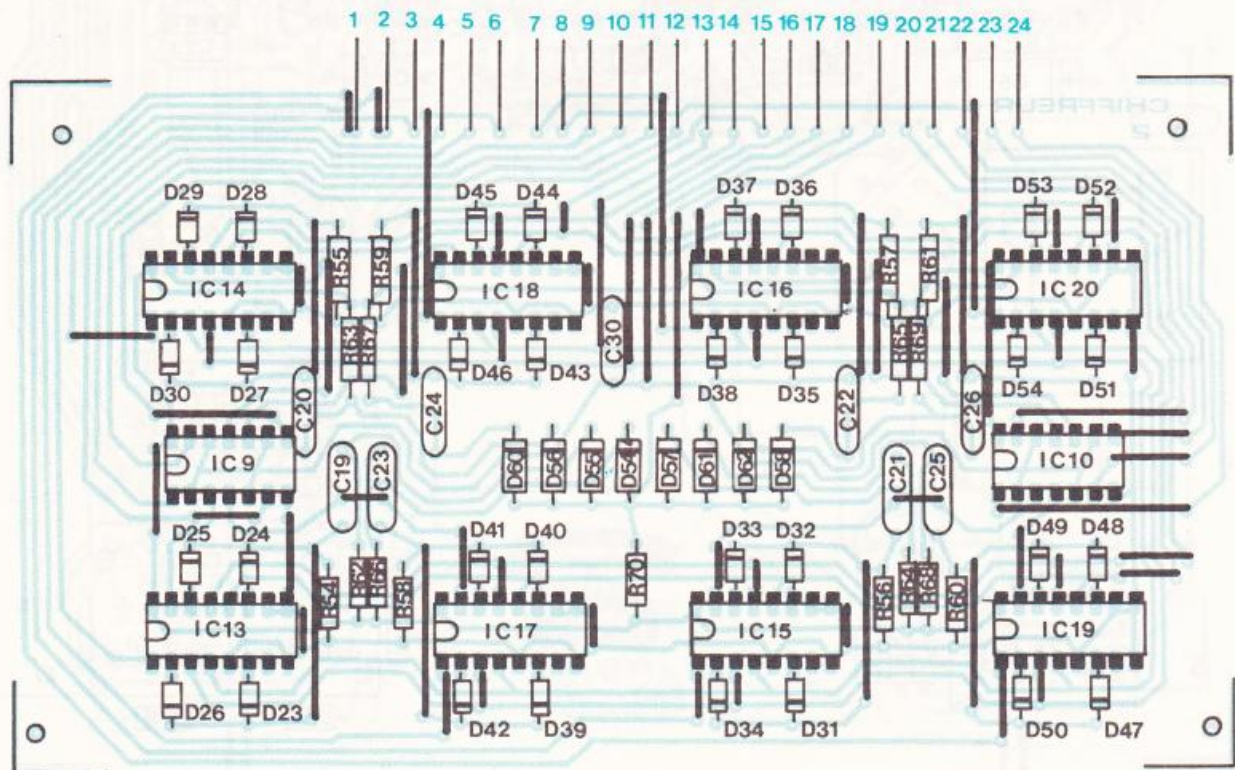 1 2 3 4 5 6 7 8 9 10 11 12 13 14 15 16 17 18 19 20 21 22 23 24
CHIFFREUR
2
D29 D28 D45 D44 D37 D36 D53 D52
R55 R59 R57 R61
IC14 IC18 IC16 IC20
R63 R67 C30 R65 R69
D30 D27 D46 D43 D38 D35 D54 D51
C20 C24 C22 C26
IC9 C19 C23 D60 D56 D55 D54 D57 D61 D62 D58 C21 C25 IC10
D25 D24 D41 D40 D33 D32 D49 D48
R54 R62 R66 R58 R70 R56 R64 R68 R60
IC13 IC17 IC15 IC19
D26 D23 D42 D39 D34 D31 D50 D47